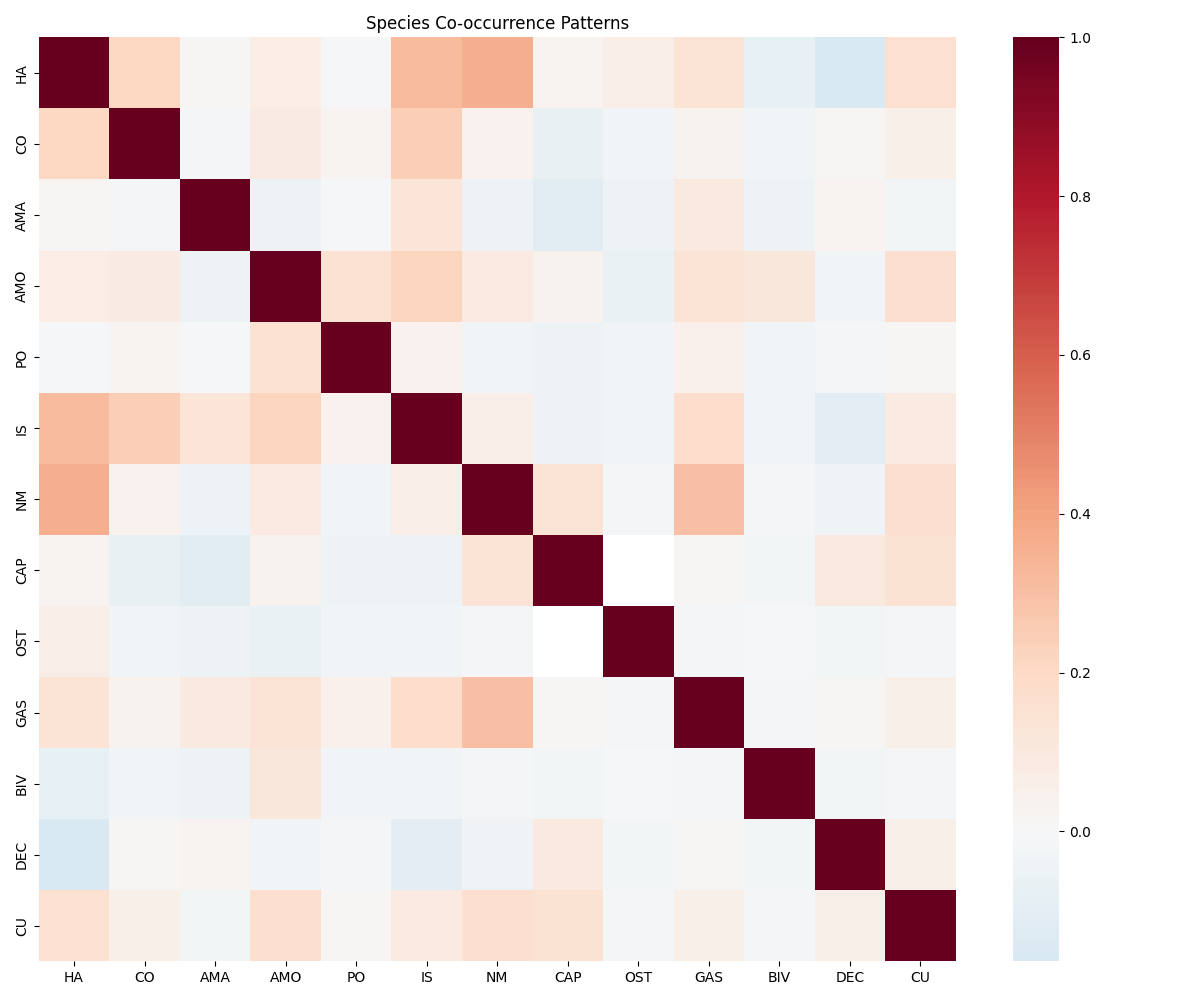 Species Co-occurrence Patterns
HA
CO
AMA
AMO
PO
IS
NM
CAP
OST
GAS
BIV
DEC
CU
HA CO AMA AMO PO IS NM CAP OST GAS BIV DEC CU
1.0
0.8
0.6
0.4
0.2
0.0